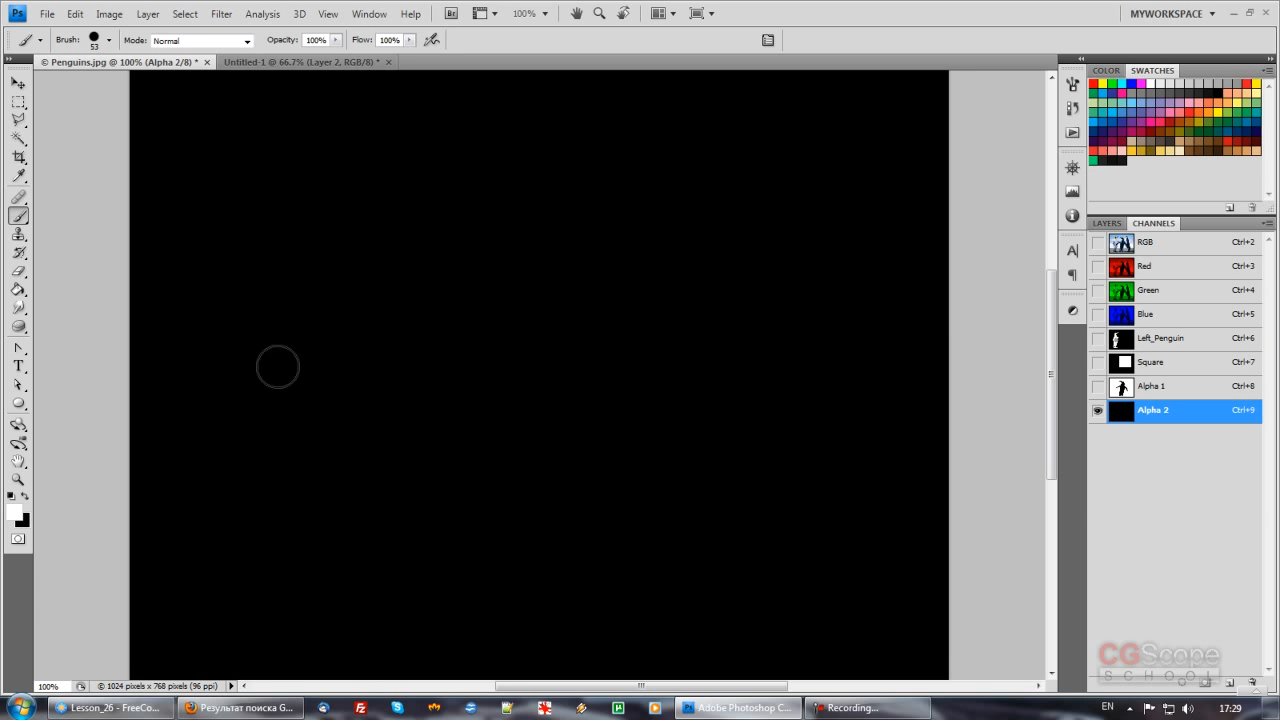 Ps File Edit Image Layer Select Filter Analysis 3D View Window Help Br 100% MYWORKSPACE
Brush: 53 Mode: Normal Opacity: 100% Flow: 100%
© Penguins.jpg @ 100% (Alpha 2/8) * × Untitled-1 @ 66.7% (Layer 2, RGB/8) * ×
COLOR SWATCHES
LAYERS CHANNELS
RGB Ctrl+2
Red Ctrl+3
Green Ctrl+4
Blue Ctrl+5
Left_Penguin Ctrl+6
Square Ctrl+7
Alpha 1 Ctrl+8
Alpha 2 Ctrl+9
CGScope
SCHOOL
100% © 1024 pixels x 768 pixels (96 ppi)
Lesson_26 - FreeCo... Результат поиска G... Adobe Photoshop C... Recording... EN 17:29